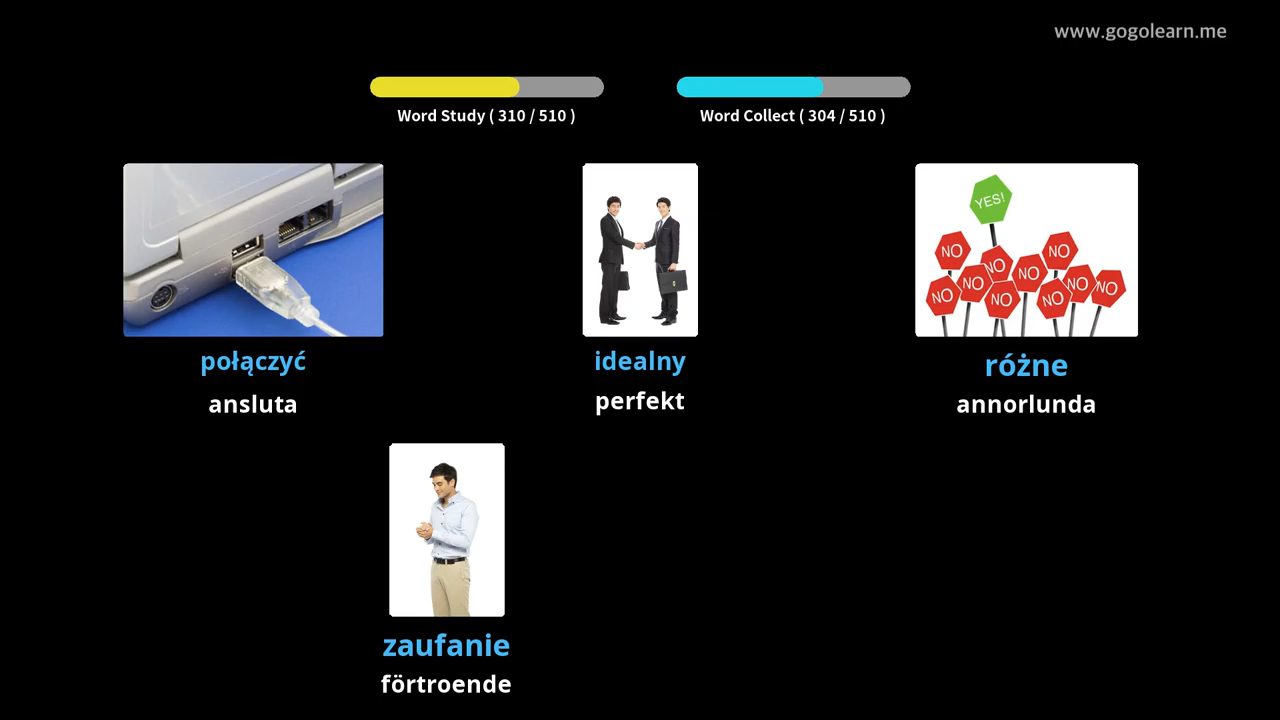 www.gogolearn.me
Word Study ( 310 / 510 )
Word Collect ( 304 / 510 )
YES!
NO
NO
NO
NO
NO
NO
NO
NO
NO
NO
połączyć
idealny
różne
ansluta
perfekt
annorlunda
zaufanie
förtroende